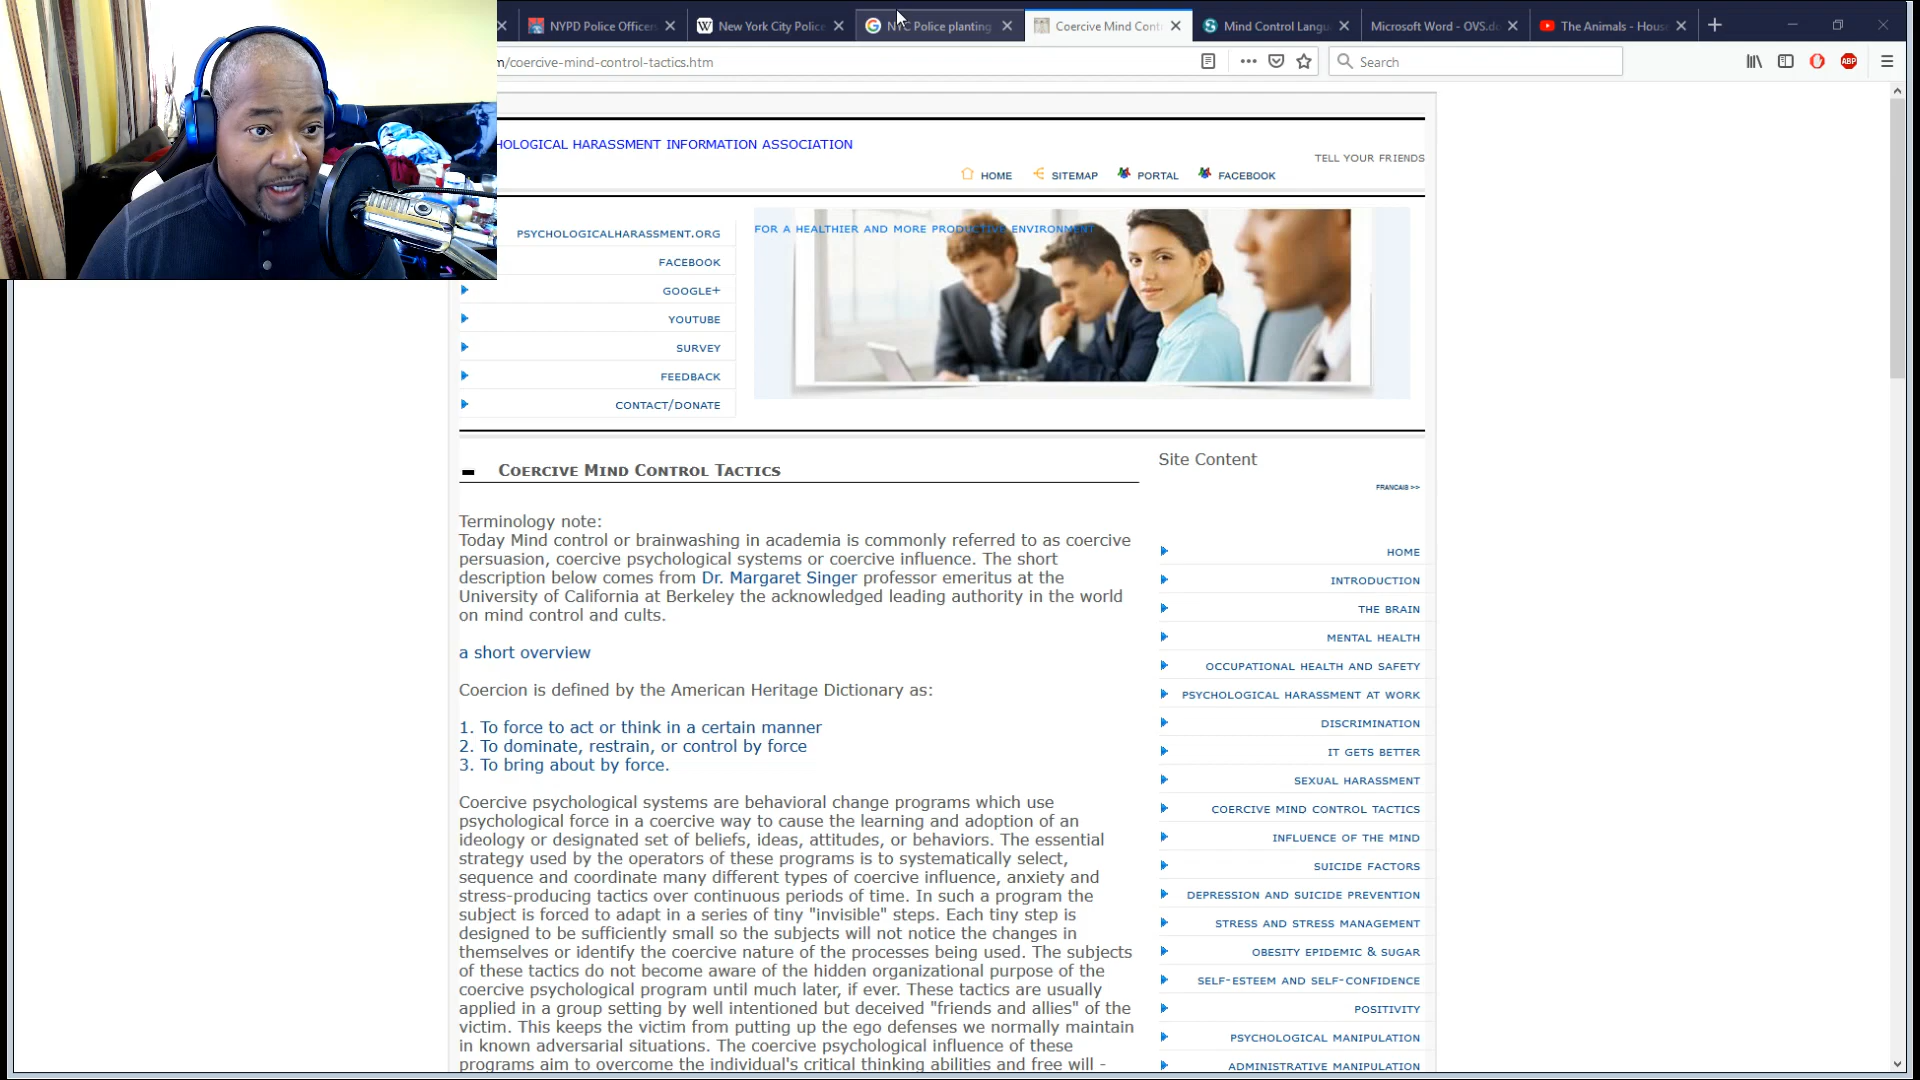 NYPD Police Officers
New York City Police
NYC Police planting
Coercive Mind Cont
Mind Control Langu
Microsoft Word - OVS.do
The Animals - Hous
/coercive-mind-control-tactics.htm
Search
ABP
HOLOGICAL HARASSMENT INFORMATION ASSOCIATION
TELL YOUR FRIENDS
HOME
SITEMAP
PORTAL
FACEBOOK
PSYCHOLOGICALHARASSMENT.ORG
FACEBOOK
GOOGLE+
YOUTUBE
SURVEY
FEEDBACK
CONTACT/DONATE
FOR A HEALTHIER AND MORE PRODUCTIVE ENVIRONMENT
COERCIVE MIND CONTROL TACTICS
Terminology note:
Today Mind control or brainwashing in academia is commonly referred to as coercive
persuasion, coercive psychological systems or coercive influence. The short
description below comes from Dr. Margaret Singer professor emeritus at the
University of California at Berkeley the acknowledged leading authority in the world
on mind control and cults.
a short overview
Coercion is defined by the American Heritage Dictionary as:
1. To force to act or think in a certain manner
2. To dominate, restrain, or control by force
3. To bring about by force.
Coercive psychological systems are behavioral change programs which use
psychological force in a coercive way to cause the learning and adoption of an
ideology or designated set of beliefs, ideas, attitudes, or behaviors. The essential
strategy used by the operators of these programs is to systematically select,
sequence and coordinate many different types of coercive influence, anxiety and
stress-producing tactics over continuous periods of time. In such a program the
subject is forced to adapt in a series of tiny "invisible" steps. Each tiny step is
designed to be sufficiently small so the subjects will not notice the changes in
themselves or identify the coercive nature of the processes being used. The subjects
of these tactics do not become aware of the hidden organizational purpose of the
coercive psychological program until much later, if ever. These tactics are usually
applied in a group setting by well intentioned but deceived "friends and allies" of the
victim. This keeps the victim from putting up the ego defenses we normally maintain
in known adversarial situations. The coercive psychological influence of these
programs aim to overcome the individual's critical thinking abilities and free will -
Site Content
FRANCAIS >>
HOME
INTRODUCTION
THE BRAIN
MENTAL HEALTH
OCCUPATIONAL HEALTH AND SAFETY
PSYCHOLOGICAL HARASSMENT AT WORK
DISCRIMINATION
IT GETS BETTER
SEXUAL HARASSMENT
COERCIVE MIND CONTROL TACTICS
INFLUENCE OF THE MIND
SUICIDE FACTORS
DEPRESSION AND SUICIDE PREVENTION
STRESS AND STRESS MANAGEMENT
OBESITY EPIDEMIC & SUGAR
SELF-ESTEEM AND SELF-CONFIDENCE
POSITIVITY
PSYCHOLOGICAL MANIPULATION
ADMINISTRATIVE MANIPULATION